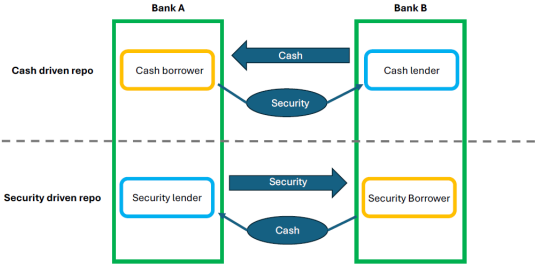 Bank A
Bank B
Cash driven repo
Cash borrower
Cash
Cash lender
Security
Security driven repo
Security lender
Security
Security Borrower
Cash